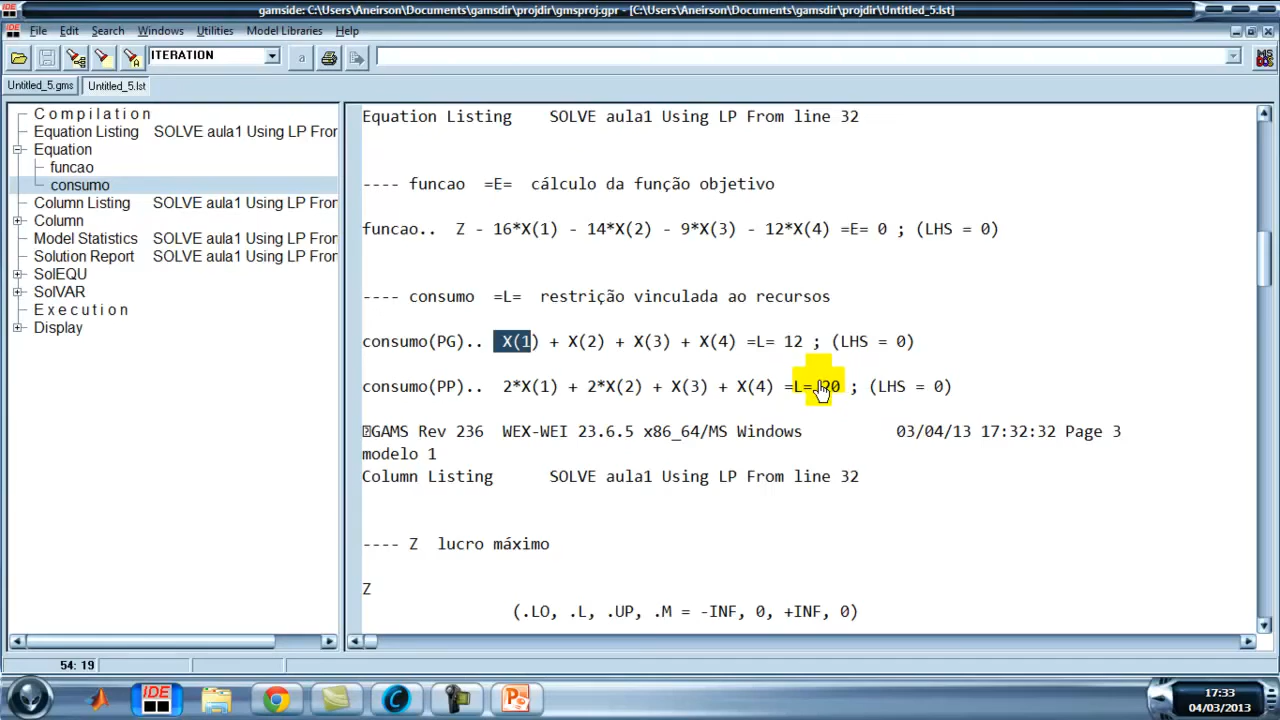 gamside: C:\Users\Aneirson\Documents\gamsdir\projdir\gmsproj.gpr - [C:\Users\Aneirson\Documents\gamsdir\projdir\Untitled_5.lst]
IDE File Edit Search Windows Utilities Model Libraries Help
ITERATION
a
MS DOS
Untitled_5.gms Untitled_5.lst
Compilation
Equation Listing SOLVE aula1 Using LP Fror
Equation
funcao
consumo
Column Listing SOLVE aula1 Using LP Fror
Column
Model Statistics SOLVE aula1 Using LP Fror
Solution Report SOLVE aula1 Using LP Fror
SolEQU
SolVAR
Execution
Display
Equation Listing SOLVE aula1 Using LP From line 32
---- funcao =E= cálculo da função objetivo
funcao.. Z - 16*X(1) - 14*X(2) - 9*X(3) - 12*X(4) =E= 0 ; (LHS = 0)
---- consumo =L= restrição vinculada ao recursos
consumo(PG).. X(1) + X(2) + X(3) + X(4) =L= 12 ; (LHS = 0)
consumo(PP).. 2*X(1) + 2*X(2) + X(3) + X(4) =L= 20 ; (LHS = 0)
GAMS Rev 236 WEX-WEI 23.6.5 x86_64/MS Windows 03/04/13 17:32:32 Page 3
modelo 1
Column Listing SOLVE aula1 Using LP From line 32
---- Z lucro máximo
Z
(.LO, .L, .UP, .M = -INF, 0, +INF, 0)
54: 19
IDE
17:33
04/03/2013